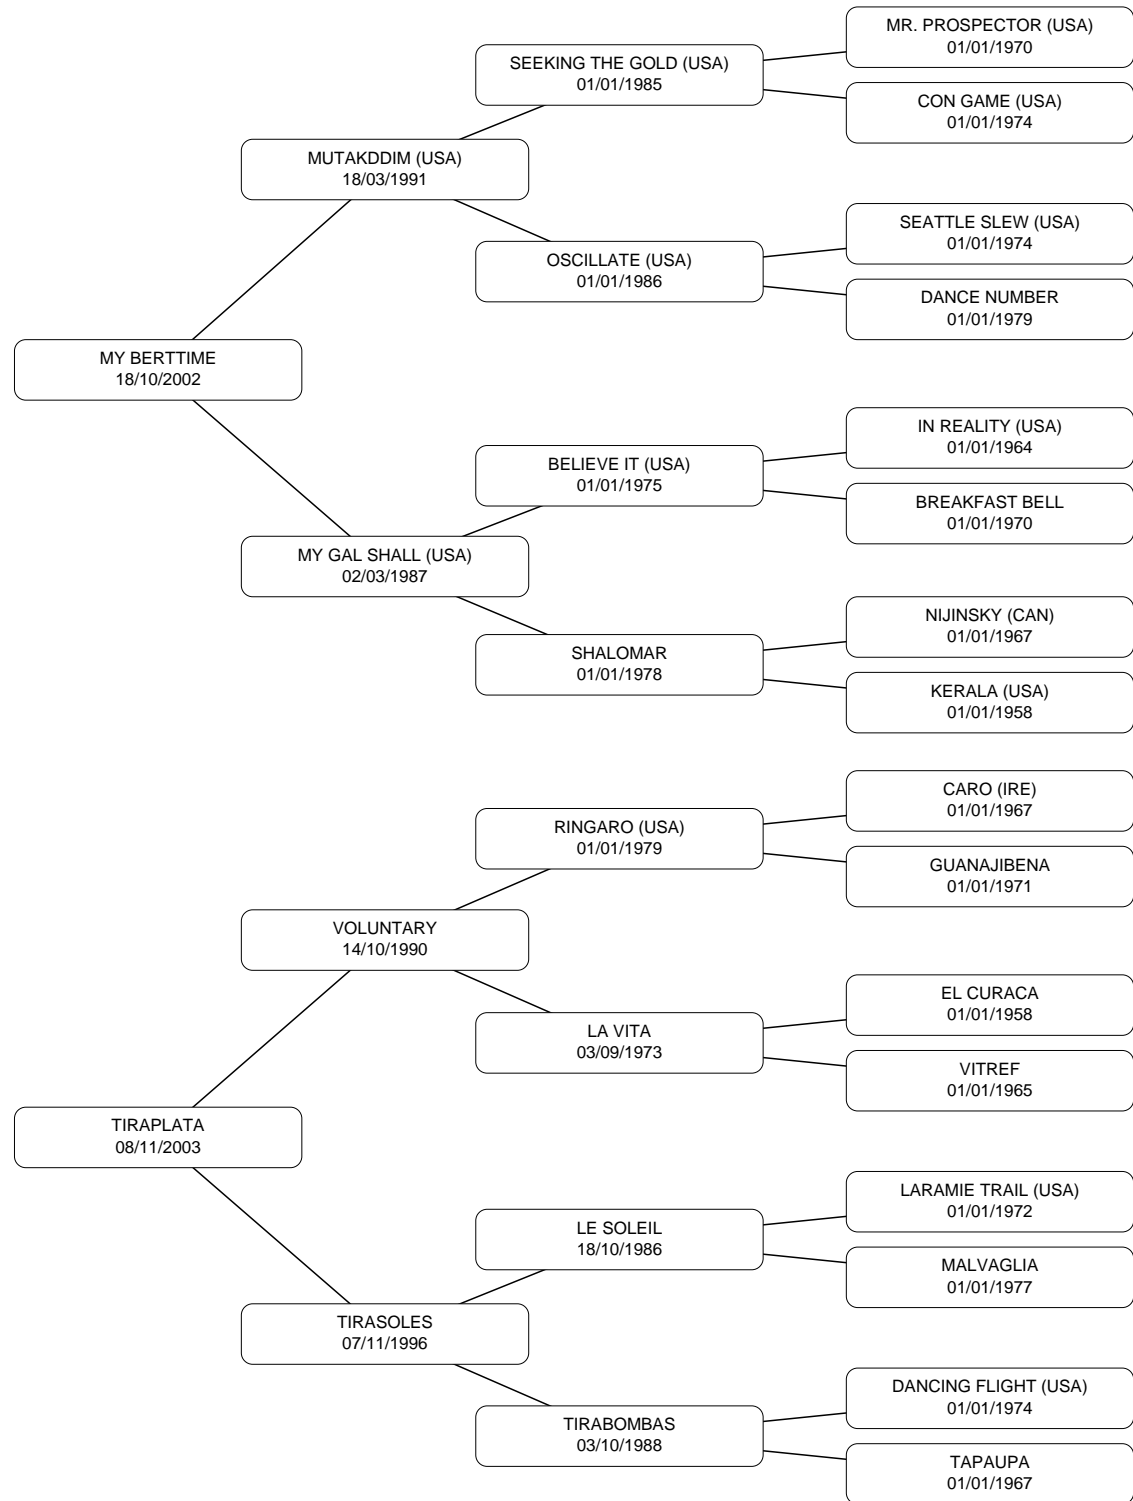 MR. PROSPECTOR (USA)
01/01/1970
SEEKING THE GOLD (USA)
01/01/1985
CON GAME (USA)
01/01/1974
MUTAKDDIM (USA)
18/03/1991
SEATTLE SLEW (USA)
01/01/1974
OSCILLATE (USA)
01/01/1986
DANCE NUMBER
01/01/1979
MY BERTTIME
18/10/2002
IN REALITY (USA)
01/01/1964
BELIEVE IT (USA)
01/01/1975
BREAKFAST BELL
01/01/1970
MY GAL SHALL (USA)
02/03/1987
NIJINSKY (CAN)
01/01/1967
SHALOMAR
01/01/1978
KERALA (USA)
01/01/1958
CARO (IRE)
01/01/1967
RINGARO (USA)
01/01/1979
GUANAJIBENA
01/01/1971
VOLUNTARY
14/10/1990
EL CURACA
01/01/1958
LA VITA
03/09/1973
VITREF
01/01/1965
TIRAPLATA
08/11/2003
LARAMIE TRAIL (USA)
01/01/1972
LE SOLEIL
18/10/1986
MALVAGLIA
01/01/1977
TIRASOLES
07/11/1996
DANCING FLIGHT (USA)
01/01/1974
TIRABOMBAS
03/10/1988
TAPAUPA
01/01/1967